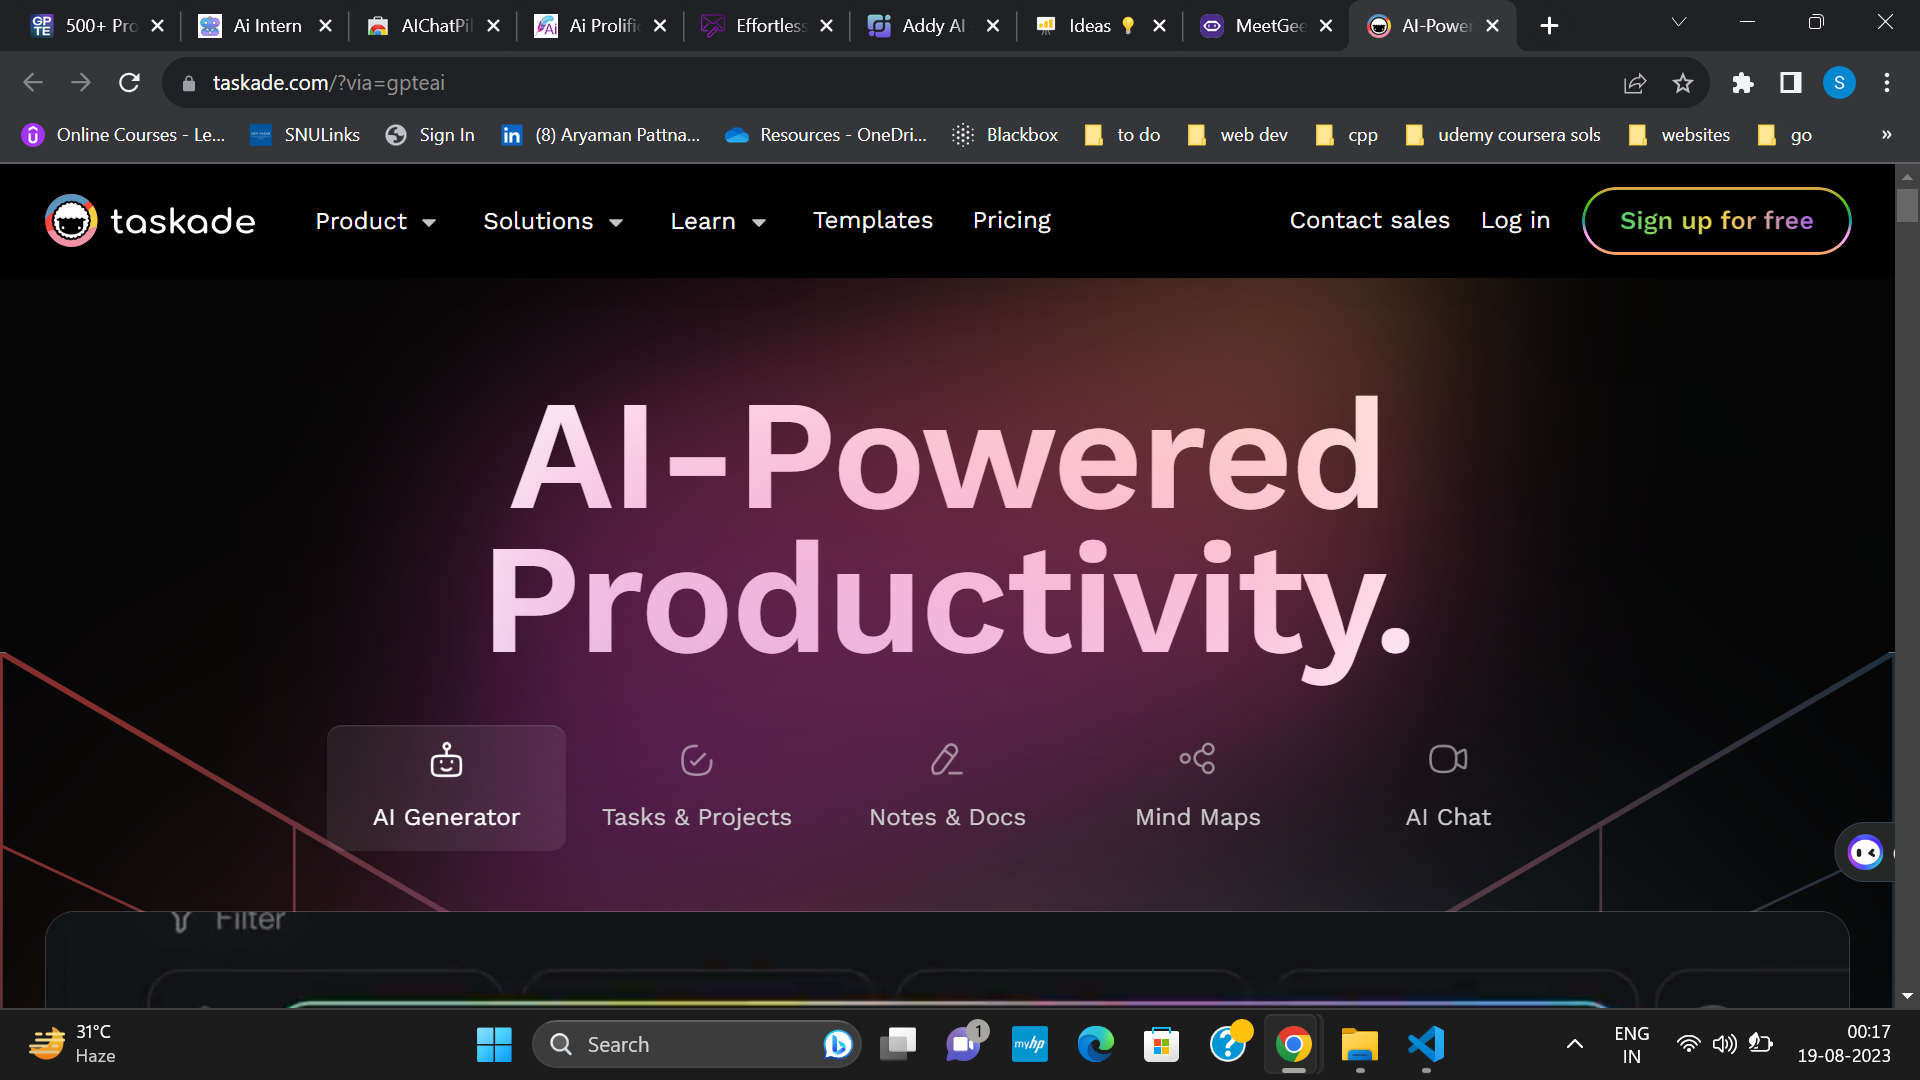 500+ Pro
Ai Intern
AIChatPil
Ai Prolific
Effortless
Addy AI
Ideas 💡
MeetGee
AI-Power
taskade.com/?via=gpteai
S
Online Courses - Le...
SNULinks
Sign In
(8) Aryaman Pattna...
Resources - OneDri...
Blackbox
to do
web dev
cpp
udemy coursera sols
websites
go
»
taskade
Product
Solutions
Learn
Templates
Pricing
Contact sales
Log in
Sign up for free
AI-Powered
Productivity.
AI Generator
Tasks & Projects
Notes & Docs
Mind Maps
AI Chat
Filter
31°C
Haze
Search
1
myhp
ENG
IN
00:17
19-08-2023